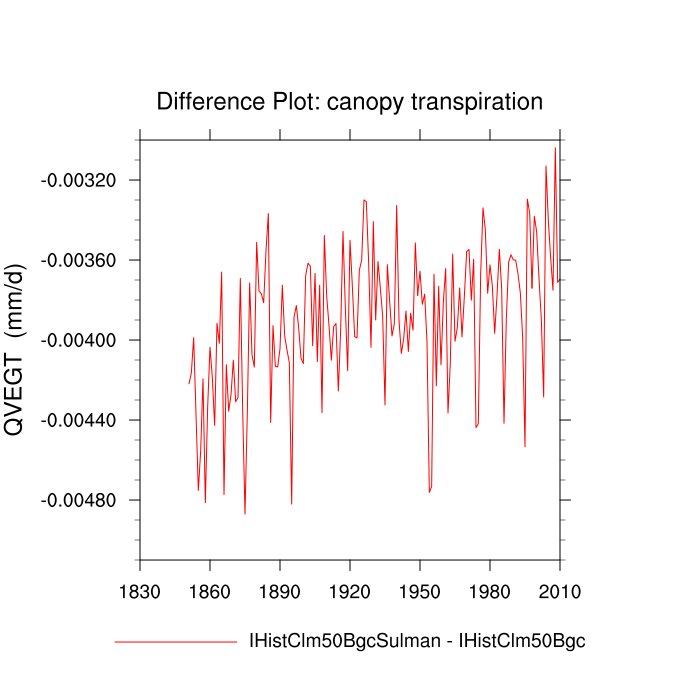 Difference Plot: canopy transpiration
QVEGT (mm/d)
-0.00320
-0.00360
-0.00400
-0.00440
-0.00480
1830 1860 1890 1920 1950 1980 2010
IHistClm50BgcSulman - IHistClm50Bgc